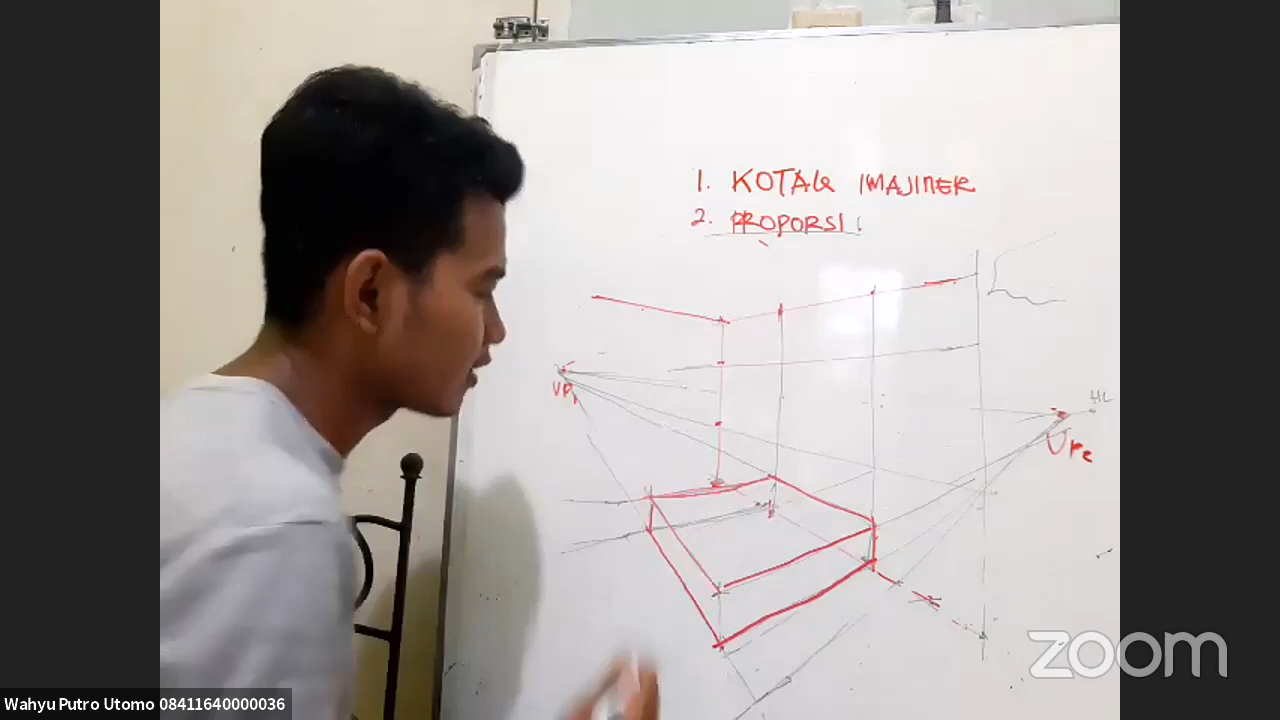 1. KOTAK IMAJINER
2. PROPORSI
HL
VP1
VP2
zoom
Wahyu Putro Utomo 08411640000036